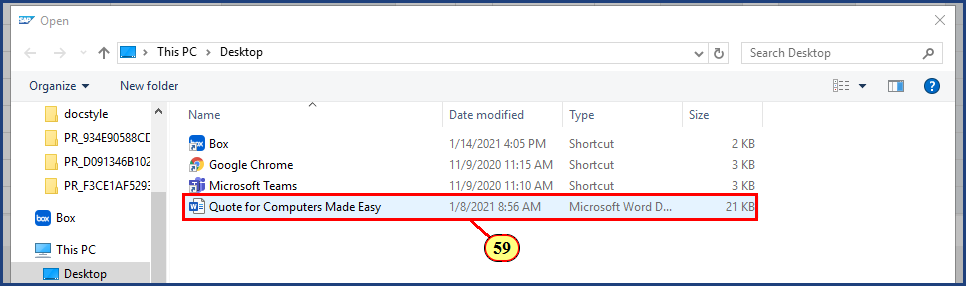 SAP Open
This PC > Desktop
Search Desktop
Organize New folder
?
docstyle
PR_934E90588CD
PR_D091346B102
PR_F3CE1AF5293
box Box
This PC
Desktop
Name Date modified Type Size
box Box 1/14/2021 4:05 PM Shortcut 2 KB
Google Chrome 11/9/2020 11:15 AM Shortcut 3 KB
Microsoft Teams 11/9/2020 11:10 AM Shortcut 3 KB
Quote for Computers Made Easy 1/8/2021 8:56 AM Microsoft Word D... 21 KB
59